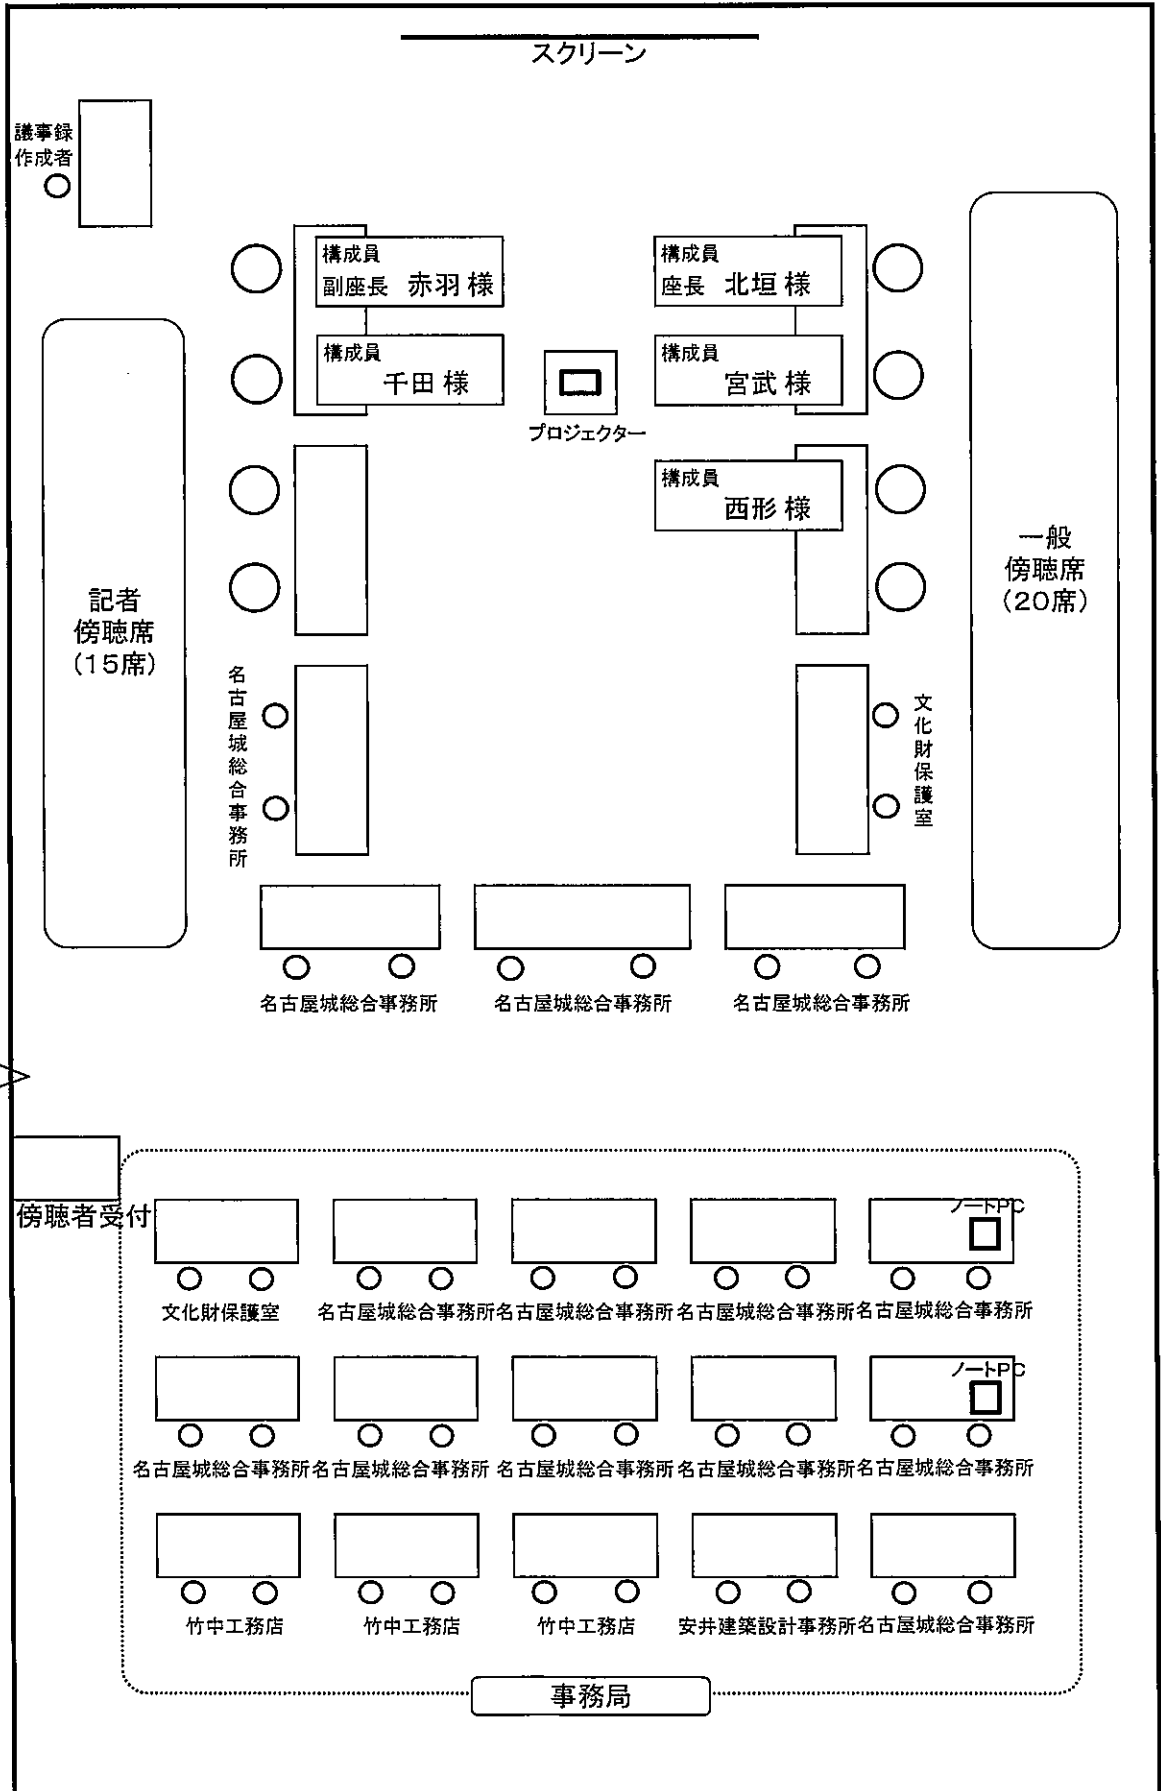 スクリーン
議事録
作成者
構成員
副座長 赤羽 様
構成員
座長 北垣 様
構成員
千田 様
構成員
宮武 様
プロジェクター
構成員
西形 様
記者
傍聴席
(15席)
一般
傍聴席
(20席)
名古屋城総合事務所
文化財保護室
名古屋城総合事務所
名古屋城総合事務所
名古屋城総合事務所
傍聴者受付
ノートPC
文化財保護室
名古屋城総合事務所
名古屋城総合事務所
名古屋城総合事務所
名古屋城総合事務所
ノートPC
名古屋城総合事務所
名古屋城総合事務所
名古屋城総合事務所
名古屋城総合事務所
名古屋城総合事務所
竹中工務店
竹中工務店
竹中工務店
安井建築設計事務所
名古屋城総合事務所
事務局